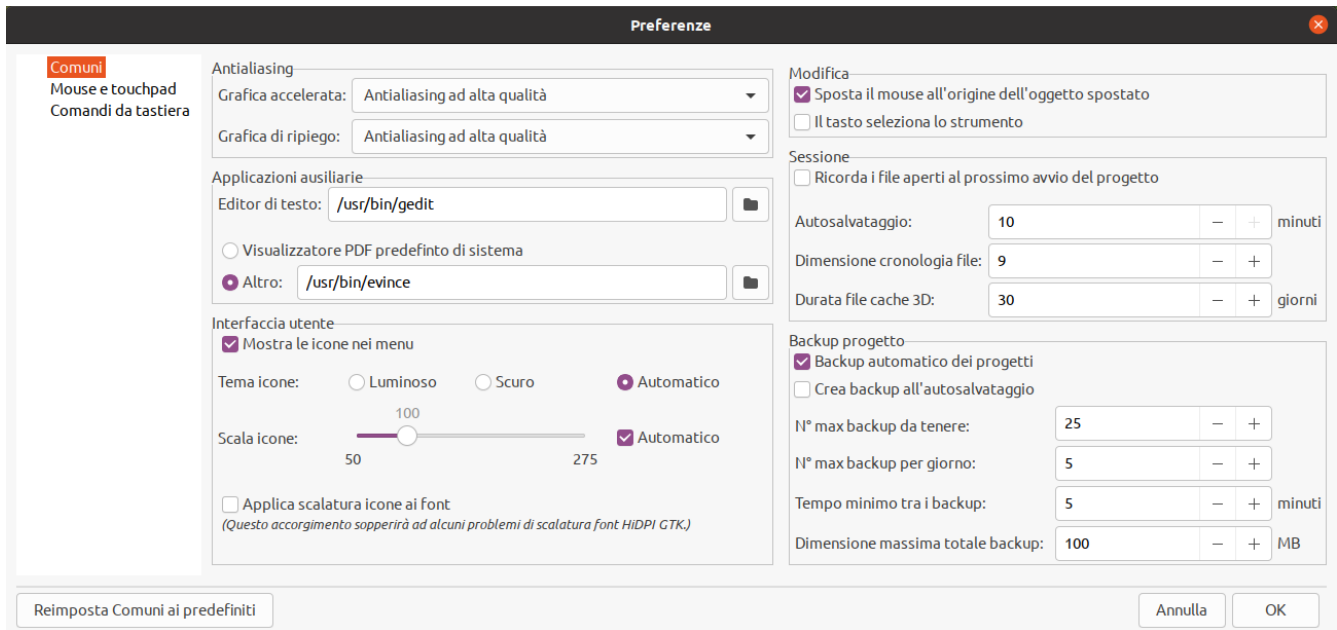 Preferenze
Comuni
Mouse e touchpad
Comandi da tastiera
Antialiasing
Grafica accelerata: Antialiasing ad alta qualità
Grafica di ripiego: Antialiasing ad alta qualità
Applicazioni ausiliarie
Editor di testo: /usr/bin/gedit
Visualizzatore PDF predefinto di sistema
Altro: /usr/bin/evince
Interfaccia utente
Mostra le icone nei menu
Tema icone: Luminoso Scuro Automatico
100
Scala icone: Automatico
50 275
Applica scalatura icone ai font
(Questo accorgimento sopperirà ad alcuni problemi di scalatura font HiDPI GTK.)
Modifica
Sposta il mouse all'origine dell'oggetto spostato
Il tasto seleziona lo strumento
Sessione
Ricorda i file aperti al prossimo avvio del progetto
Autosalvataggio: 10 minuti
Dimensione cronologia file: 9
Durata file cache 3D: 30 giorni
Backup progetto
Backup automatico dei progetti
Crea backup all'autosalvataggio
N° max backup da tenere: 25
N° max backup per giorno: 5
Tempo minimo tra i backup: 5 minuti
Dimensione massima totale backup: 100 MB
Reimposta Comuni ai predefiniti
Annulla OK